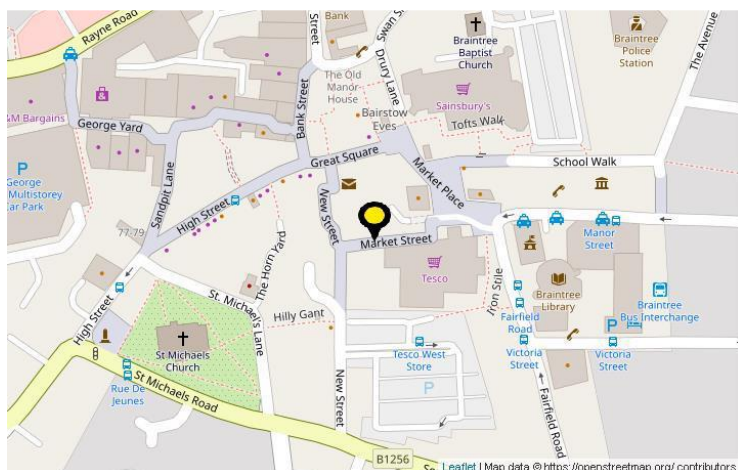 Rayne Road
Street
Bank
Swan S
Braintree
Baptist
Church
Braintree
Police
Station
The Avenue
The Old
Manor-
House
Drury Lane
Sainsbury's
&M Bargains
Bank Street
Bairstow
Eves
Tofts Walk
George Yard
Great Square
Market Place
School Walk
P
George
Multistorey
Car Park
Sandpit Lane
High Street
New Street
77-79
Market Street
Manor
Street
The Horn Yard
Tesco
Iron Stile
Braintree
Library
St. Michael's Lane
Hilly Gant
Fairfield
Road
P
Braintree
Bus Interchange
High Street
St Michaels
Church
Tesco West
Store
Victoria
Street
Victoria
Street
Rue De
Jeunes
St Michaels Road
New Street
P
Fairfield Road
B1256
Leaflet | Map data © https://openstreetmap.org/ contributors